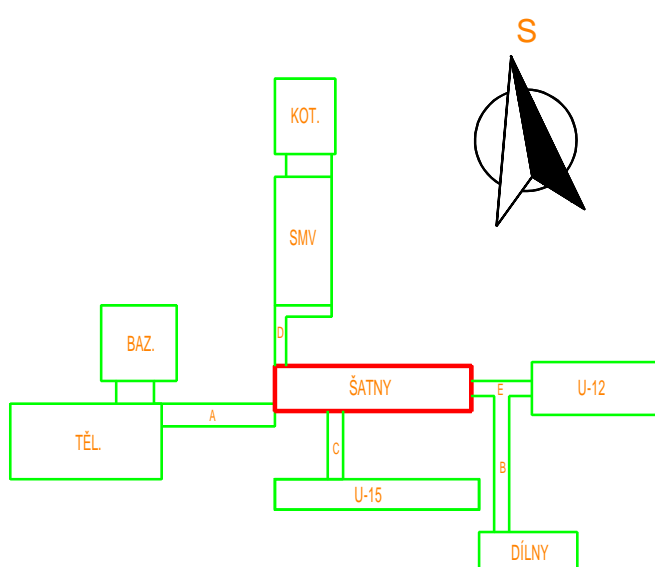 S
KOT.
SMV
BAZ.
D
ŠATNY
E
U-12
TĚL.
A
C
B
U-15
DÍLNY